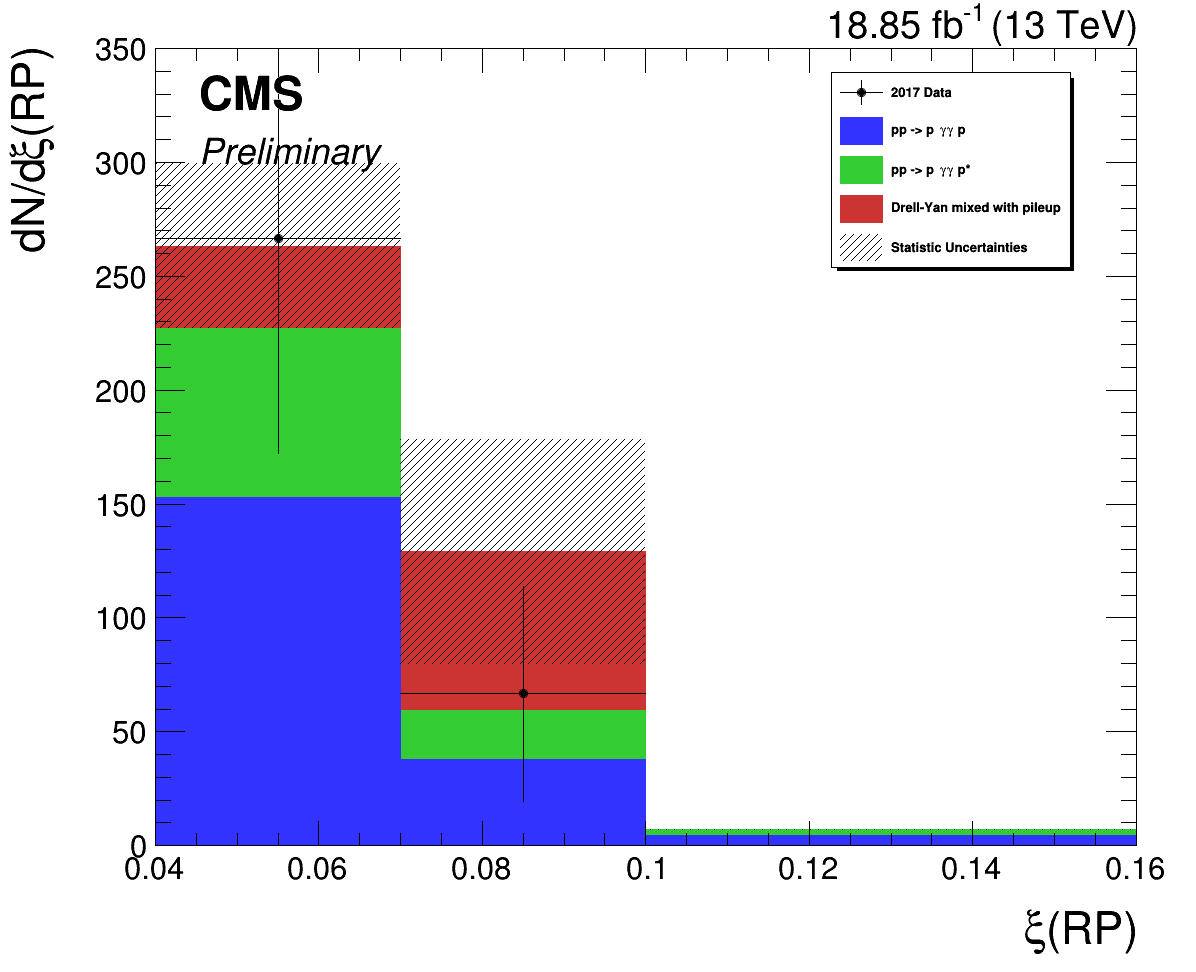 18.85 fb⁻¹ (13 TeV)
dN/dξ(RP)
CMS
Preliminary
2017 Data
pp -> p γγ p
pp -> p γγ p*
Drell-Yan mixed with pileup
Statistic Uncertainties
350
300
250
200
150
100
50
0
0.04 0.06 0.08 0.1 0.12 0.14 0.16
ξ(RP)